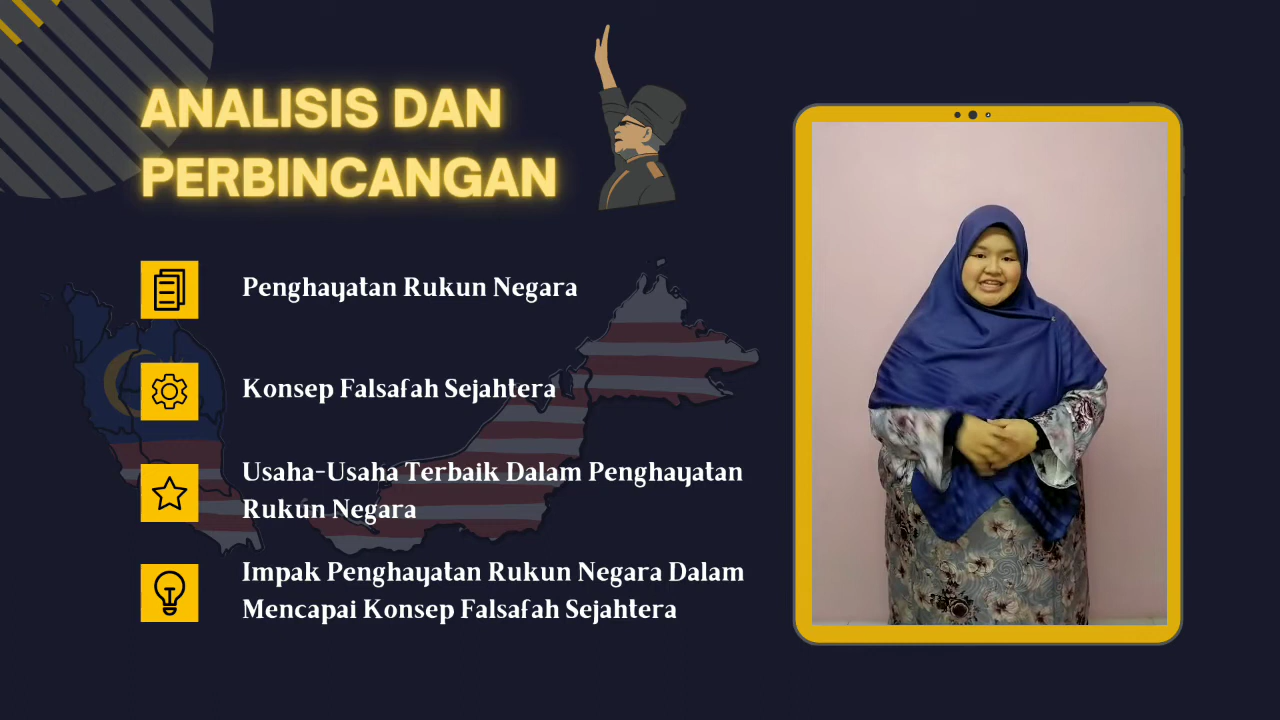 ANALISIS DAN
PERBINCANGAN
Penghayatan Rukun Negara
Konsep Falsafah Sejahtera
Usaha-Usaha Terbaik Dalam Penghayatan
Rukun Negara
Impak Penghayatan Rukun Negara Dalam
Mencapai Konsep Falsafah Sejahtera